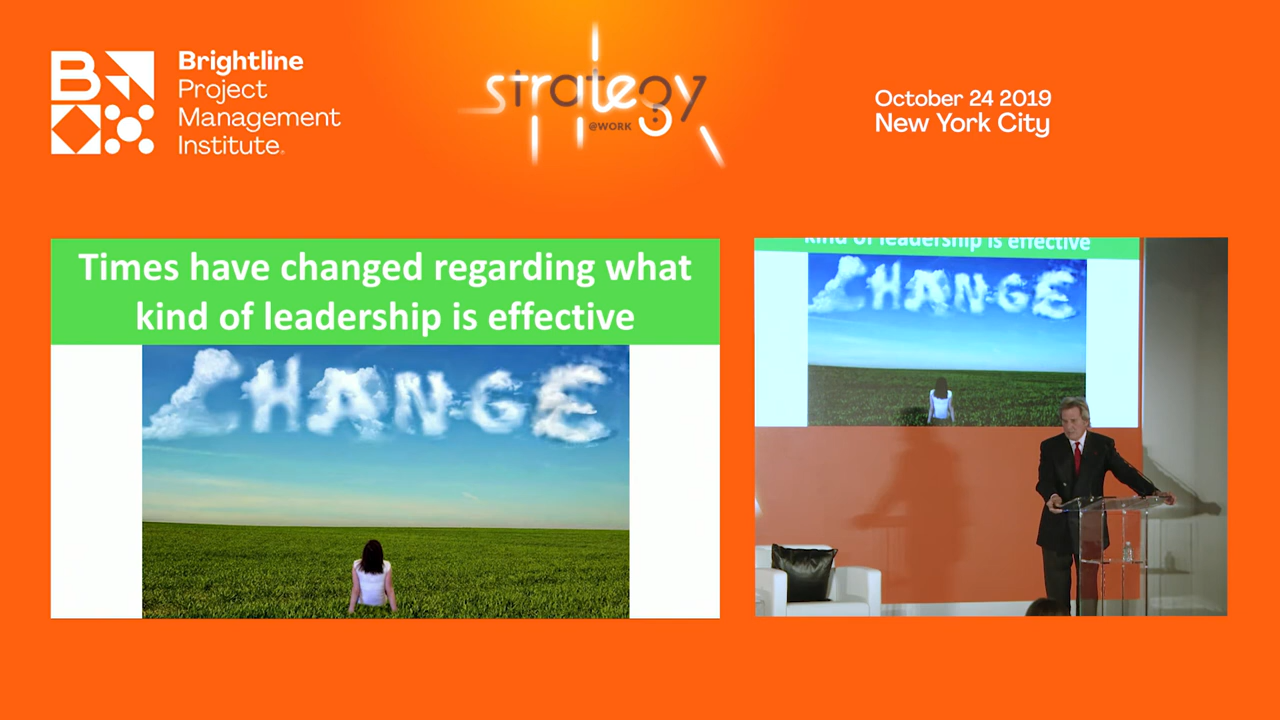 Brightline
Project
Management
Institute.
strategy
@WORK
October 24 2019
New York City
Times have changed regarding what
kind of leadership is effective
CHANGE
kind of leadership is effective
CHANGE